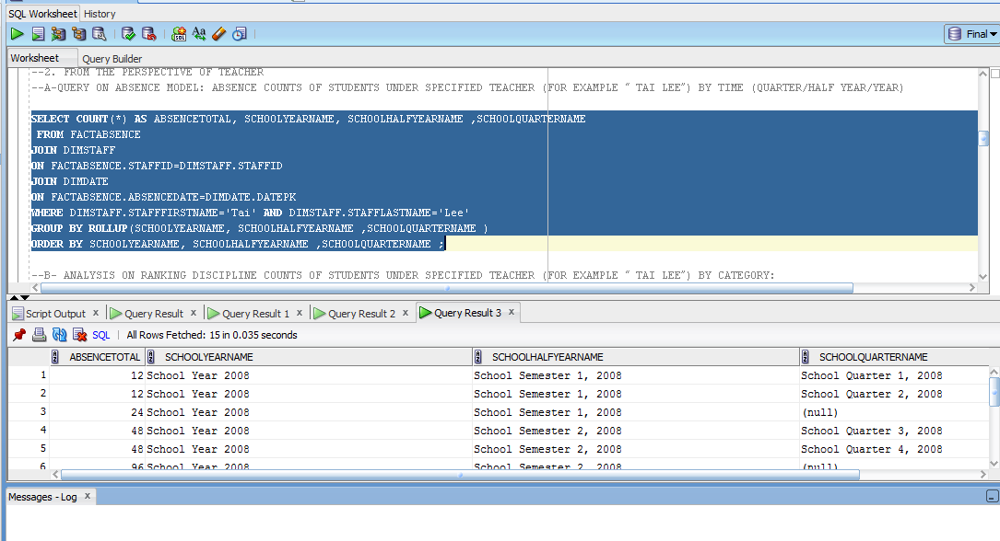 SQL Worksheet History
Final
Worksheet Query Builder
--2. FROM THE PERSPECTIVE OF TEACHER
--A-QUERY ON ABSENCE MODEL: ABSENCE COUNTS OF STUDENTS UNDER SPECIFIED TEACHER (FOR EXAMPLE " TAI LEE") BY TIME (QUARTER/HALF YEAR/YEAR)
SELECT COUNT(*) AS ABSENCETOTAL, SCHOOLYEARNAME, SCHOOLHALFYEARNAME ,SCHOOLQUARTERNAME
FROM FACTABSENCE
JOIN DIMSTAFF
ON FACTABSENCE.STAFFID=DIMSTAFF.STAFFID
JOIN DIMDATE
ON FACTABSENCE.ABSENCEDATE=DIMDATE.DATEPK
WHERE DIMSTAFF.STAFFFIRSTNAME='Tai' AND DIMSTAFF.STAFFLASTNAME='Lee'
GROUP BY ROLLUP(SCHOOLYEARNAME, SCHOOLHALFYEARNAME ,SCHOOLQUARTERNAME )
ORDER BY SCHOOLYEARNAME, SCHOOLHALFYEARNAME ,SCHOOLQUARTERNAME ;
--B- ANALYSIS ON RANKING DISCIPLINE COUNTS OF STUDENTS UNDER SPECIFIED TEACHER (FOR EXAMPLE " TAI LEE") BY CATEGORY:
Script Output x Query Result x Query Result 1 x Query Result 2 x Query Result 3 x
SQL | All Rows Fetched: 15 in 0.035 seconds
ABSENCETOTAL SCHOOLYEARNAME SCHOOLHALFYEARNAME SCHOOLQUARTERNAME
1 12 School Year 2008 School Semester 1, 2008 School Quarter 1, 2008
2 12 School Year 2008 School Semester 1, 2008 School Quarter 2, 2008
3 24 School Year 2008 School Semester 1, 2008 (null)
4 48 School Year 2008 School Semester 2, 2008 School Quarter 3, 2008
5 48 School Year 2008 School Semester 2, 2008 School Quarter 4, 2008
6 96 School Year 2008 School Semester 2, 2008 (null)
Messages - Log x